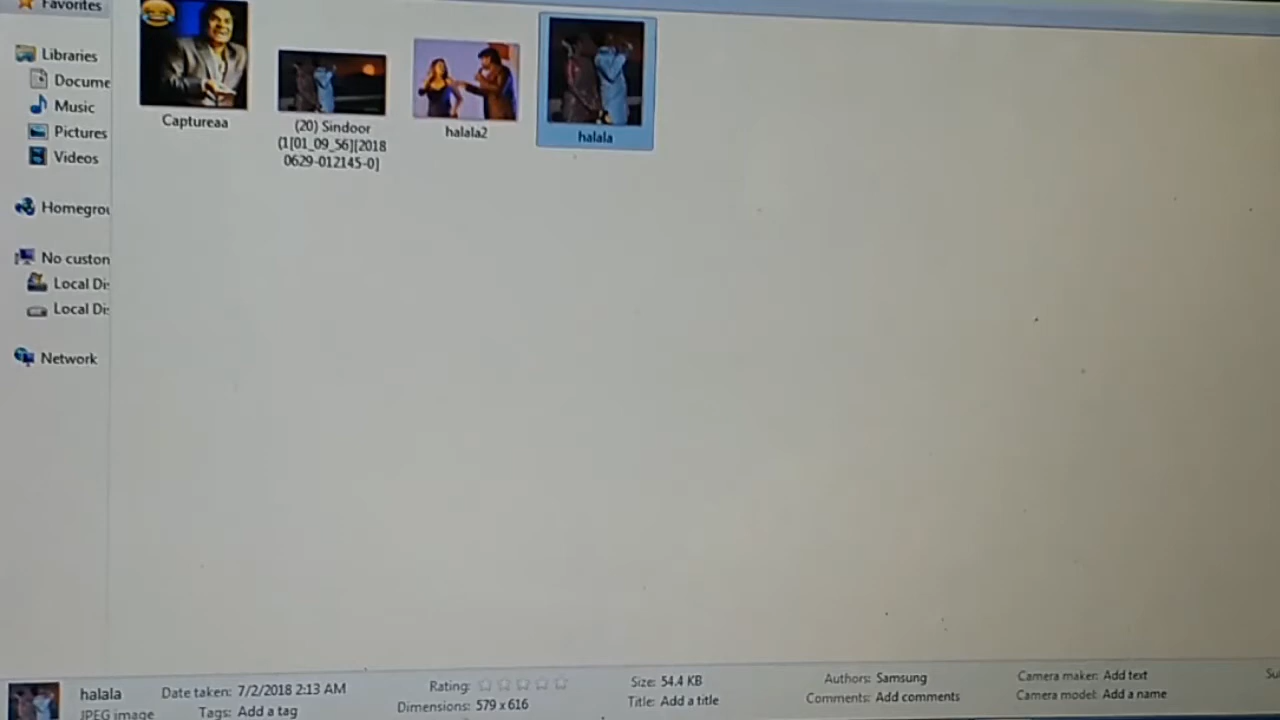 Favorites
Libraries
Docume
Music
Pictures
Videos
Homegrou
No custon
Local Di
Local Di
Network
Captureaa
(20) Sindoor
(1[01_09_56][2018
0629-012145-0]
halala2
halala
halala
JPEG image
Date taken: 7/2/2018 2:13 AM
Tags: Add a tag
Rating:
Dimensions: 579 x 616
Size: 54.4 KB
Title: Add a title
Authors: Samsung
Comments: Add comments
Camera maker: Add text
Camera model: Add a name